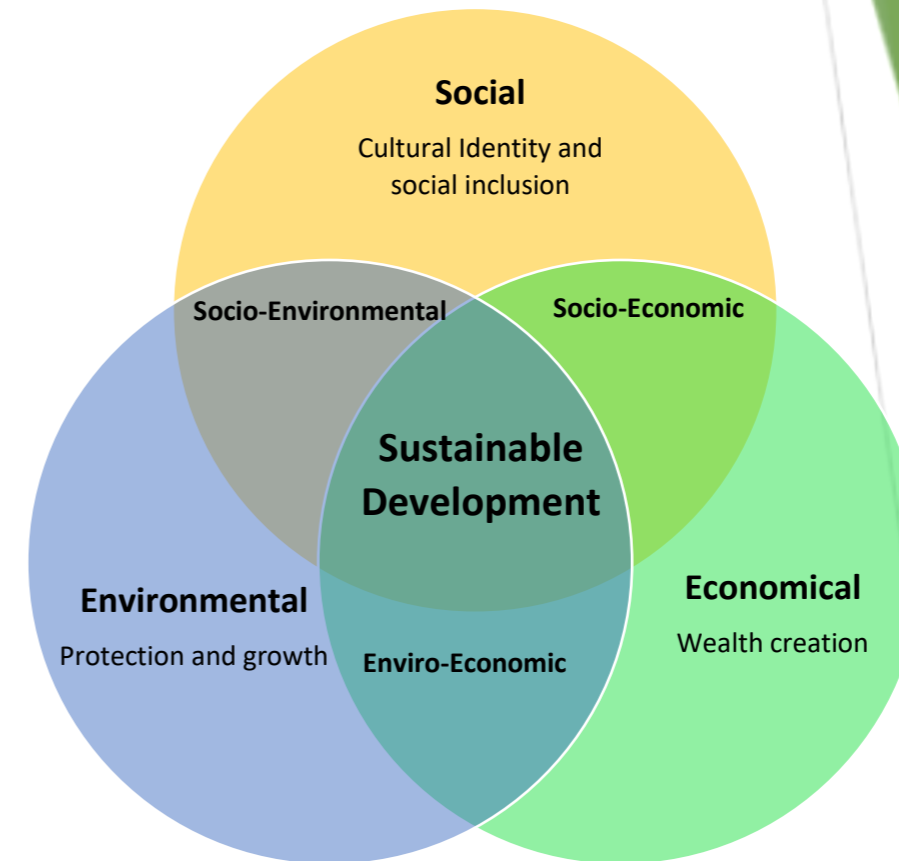 Social
Cultural Identity and
social inclusion
Socio-Environmental
Socio-Economic
Sustainable
Development
Environmental
Protection and growth
Economical
Wealth creation
Enviro-Economic